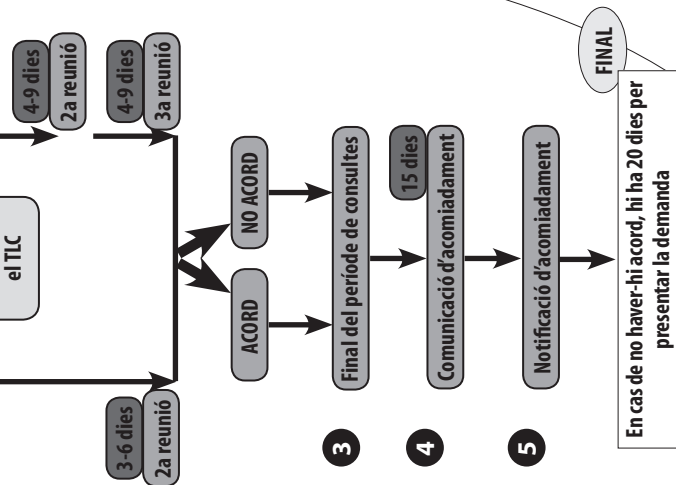 el TLC
4-9 dies
2a reunió
4-9 dies
3a reunió
3-6 dies
2a reunió
ACORD
NO ACORD
3
Final del període de consultes
15 dies
4
Comunicació d'acomiadament
5
Notificació d'acomiadament
FINAL
En cas de no haver-hi acord, hi ha 20 dies per
presentar la demanda